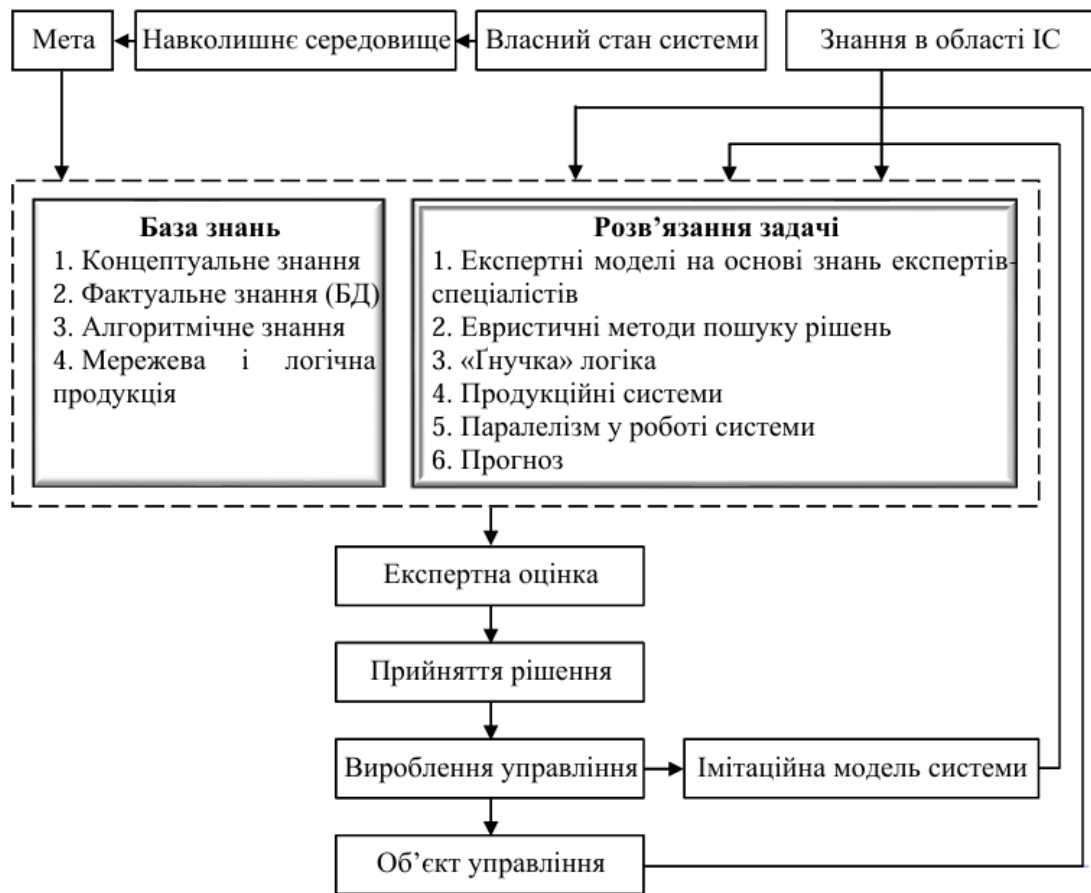 Мета
Навколишнє середовище
Власний стан системи
Знання в області ІС
База знань
1. Концептуальне знання
2. Фактуальне знання (БД)
3. Алгоритмічне знання
4. Мережева і логічна
продукція
Розв’язання задачі
1. Експертні моделі на основі знань експертів-
спеціалістів
2. Евристичні методи пошуку рішень
3. «Ґнучка» логіка
4. Продукційні системи
5. Паралелізм у роботі системи
6. Прогноз
Експертна оцінка
Прийняття рішення
Вироблення управління
Імітаційна модель системи
Об’єкт управління